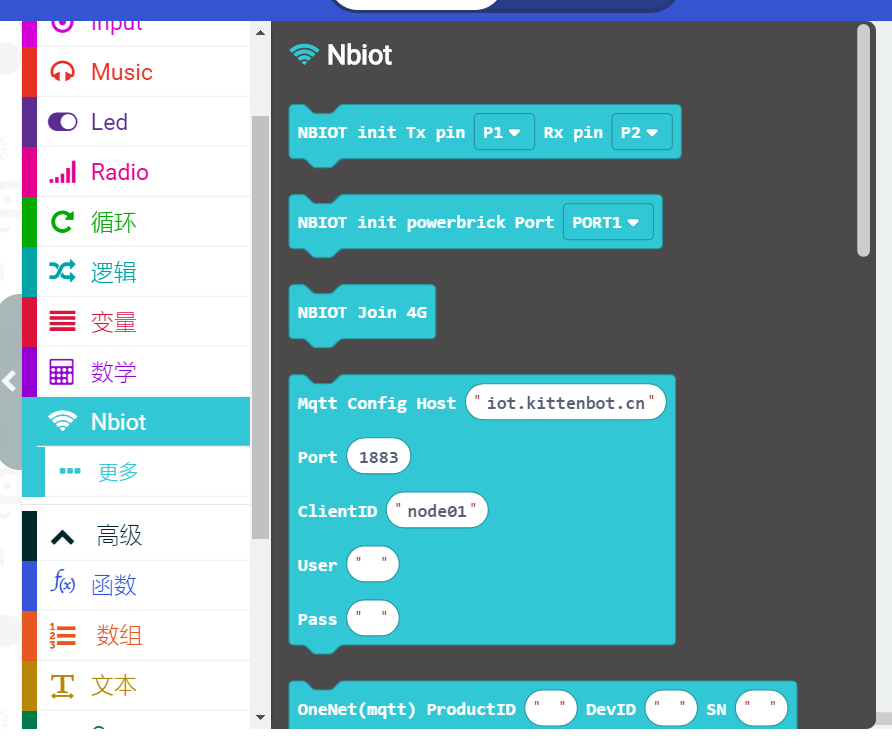 Input
Music
Led
Radio
循环
逻辑
变量
数学
Nbiot
更多
高级
函数
数组
文本
Nbiot
NBIOT init Tx pin P1 Rx pin P2
NBIOT init powerbrick Port PORT1
NBIOT Join 4G
Mqtt Config Host "iot.kittenbot.cn"
Port 1883
ClientID "node01"
User " "
Pass " "
OneNet(mqtt) ProductID " " DevID " " SN " "